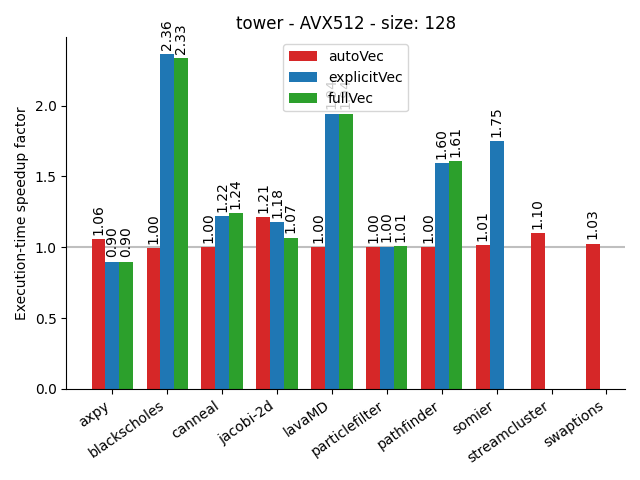 tower - AVX512 - size: 128
Execution-time speedup factor
2.0
1.5
1.0
0.5
0.0
autoVec
explicitVec
fullVec
1.06
0.90
0.90
1.00
2.36
2.33
1.00
1.22
1.24
1.21
1.18
1.07
1.00
1.00
1.00
1.01
1.00
1.60
1.61
1.01
1.75
1.10
1.03
axpy
blackscholes
canneal
jacobi-2d
lavaMD
particlefilter
pathfinder
somier
streamcluster
swaptions